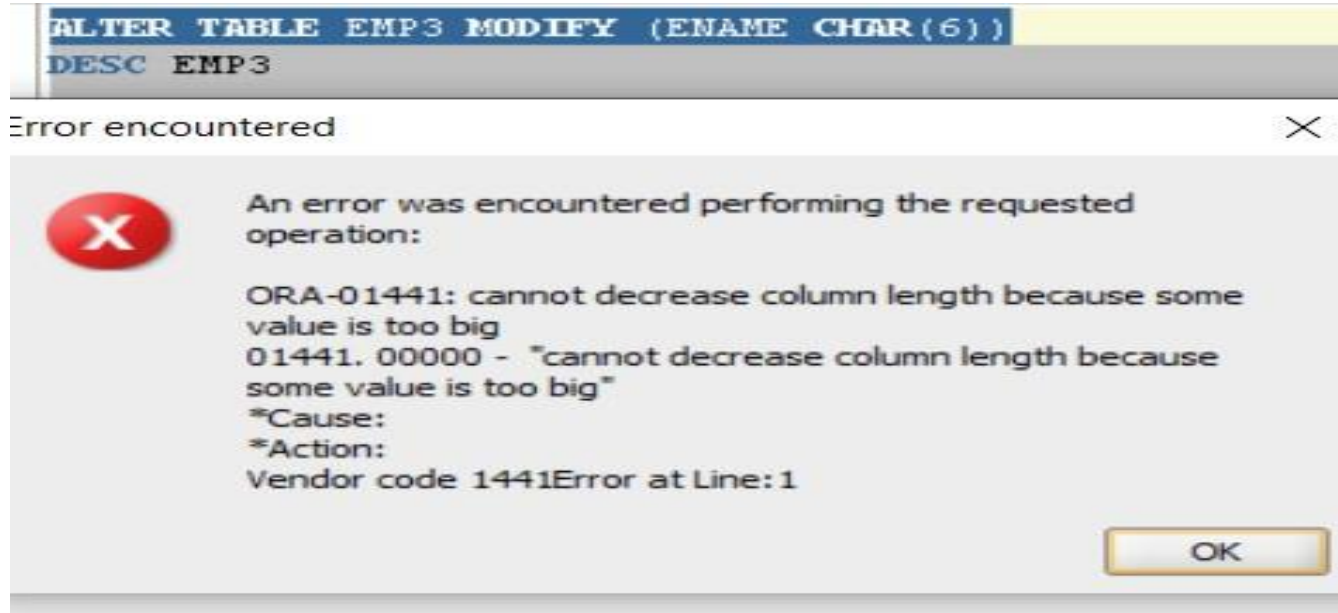 ALTER TABLE EMP3 MODIFY (ENAME CHAR(6))
DESC EMP3
Error encountered
An error was encountered performing the requested
operation:
ORA-01441: cannot decrease column length because some
value is too big
01441. 00000 - "cannot decrease column length because
some value is too big"
*Cause:
*Action:
Vendor code 1441Error at Line:1
OK